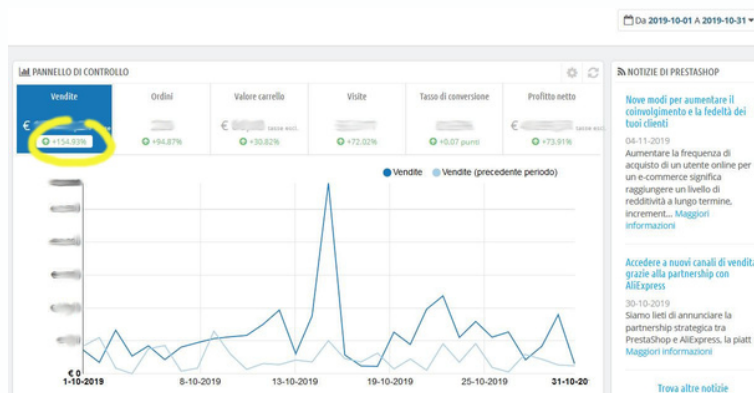 Da 2019-10-01 A 2019-10-31
PANNELLO DI CONTROLLO
Vendite
€
+154.93%
Ordini
+94.87%
Valore carrello
€
tasse escl.
+30.82%
Visite
+72.02%
Tasso di conversione
+0.07 punti
Profitto netto
€
tasse escl.
+73.91%
Vendite
Vendite (precedente periodo)
€ 0
1-10-2019
8-10-2019
13-10-2019
19-10-2019
25-10-2019
31-10-20
NOTIZIE DI PRESTASHOP
Nove modi per aumentare il
coinvolgimento e la fedeltà dei
tuoi clienti
04-11-2019
Aumentare la frequenza di
acquisto di un utente online per
un e-commerce significa
raggiungere un livello di
redditività a lungo termine,
increment... Maggiori
informazioni
Accedere a nuovi canali di vendita
grazie alla partnership con
AliExpress
30-10-2019
Siamo lieti di annunciare la
partnership strategica tra
PrestaShop e AliExpress, la piatt
Maggiori informazioni
Trova altre notizie